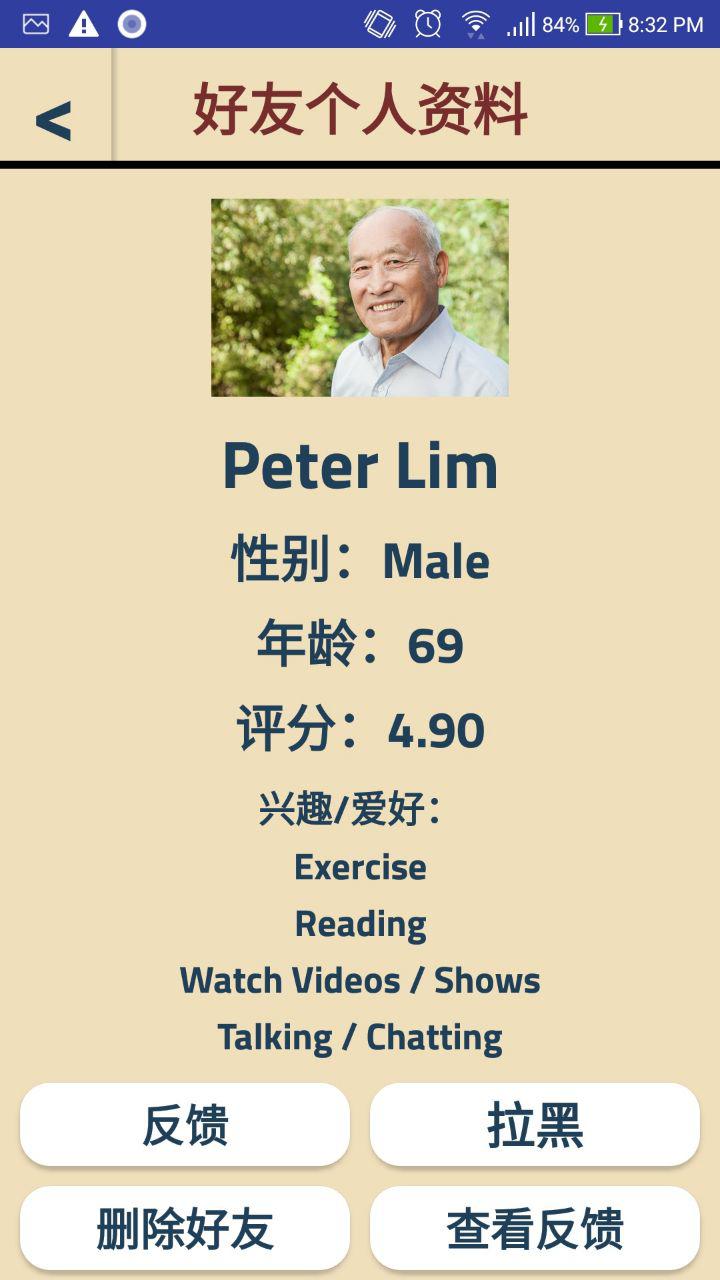 84% 8:32 PM
< 好友个人资料
Peter Lim
性别：Male
年龄：69
评分：4.90
兴趣/爱好：
Exercise
Reading
Watch Videos / Shows
Talking / Chatting
反馈 拉黑
删除好友 查看反馈